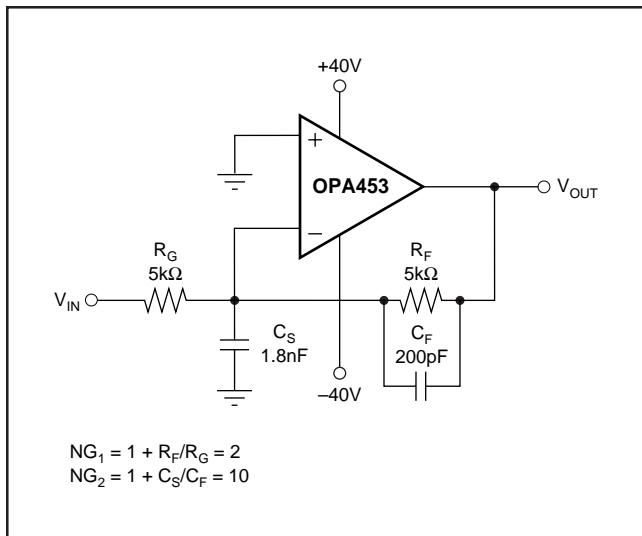 +40V
+
OPA453
–
V_OUT
R_G
5kΩ
R_F
5kΩ
V_IN
C_S
1.8nF
C_F
200pF
–40V
NG_1 = 1 + R_F/R_G = 2
NG_2 = 1 + C_S/C_F = 10